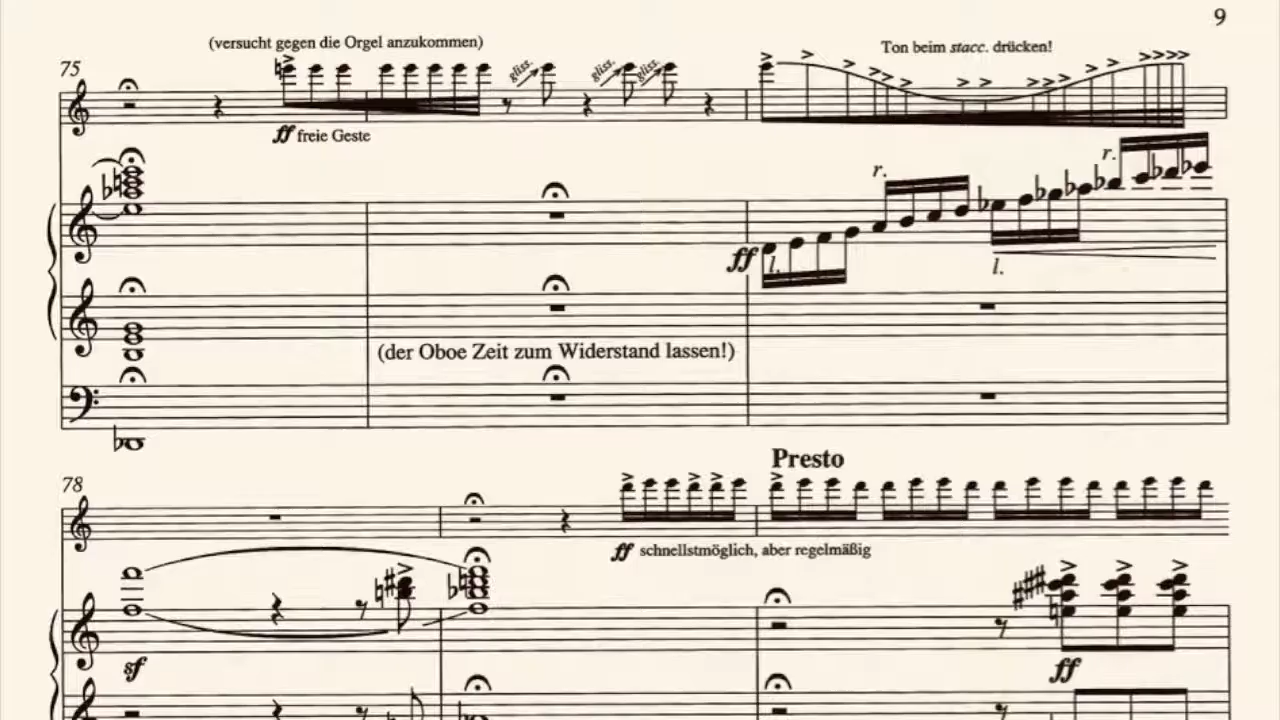 9
(versucht gegen die Orgel anzukommen)
Ton beim stacc. drücken!
75
gliss. gliss. gliss.
ff freie Geste
r.
r.
ff l.
l.
(der Oboe Zeit zum Widerstand lassen!)
Presto
78
ff schnellstmöglich, aber regelmäßig
sf
ff